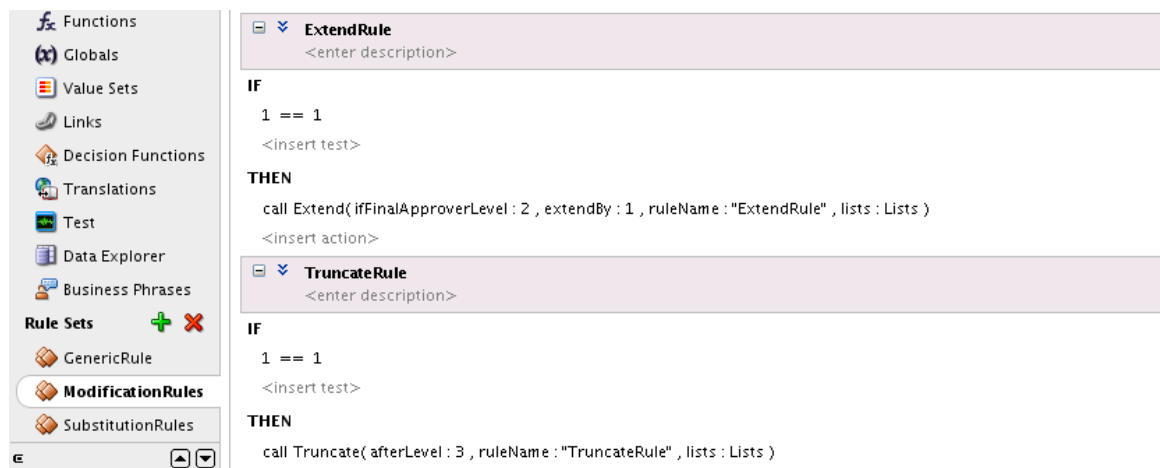 Functions
Globals
Value Sets
Links
Decision Functions
Translations
Test
Data Explorer
Business Phrases
Rule Sets
GenericRule
ModificationRules
SubstitutionRules
ExtendRule
<enter description>
IF
1 == 1
<insert test>
THEN
call Extend( ifFinalApproverLevel : 2 , extendBy : 1 , ruleName : "ExtendRule" , lists : Lists )
<insert action>
TruncateRule
<enter description>
IF
1 == 1
<insert test>
THEN
call Truncate( afterLevel : 3 , ruleName : "TruncateRule" , lists : Lists )